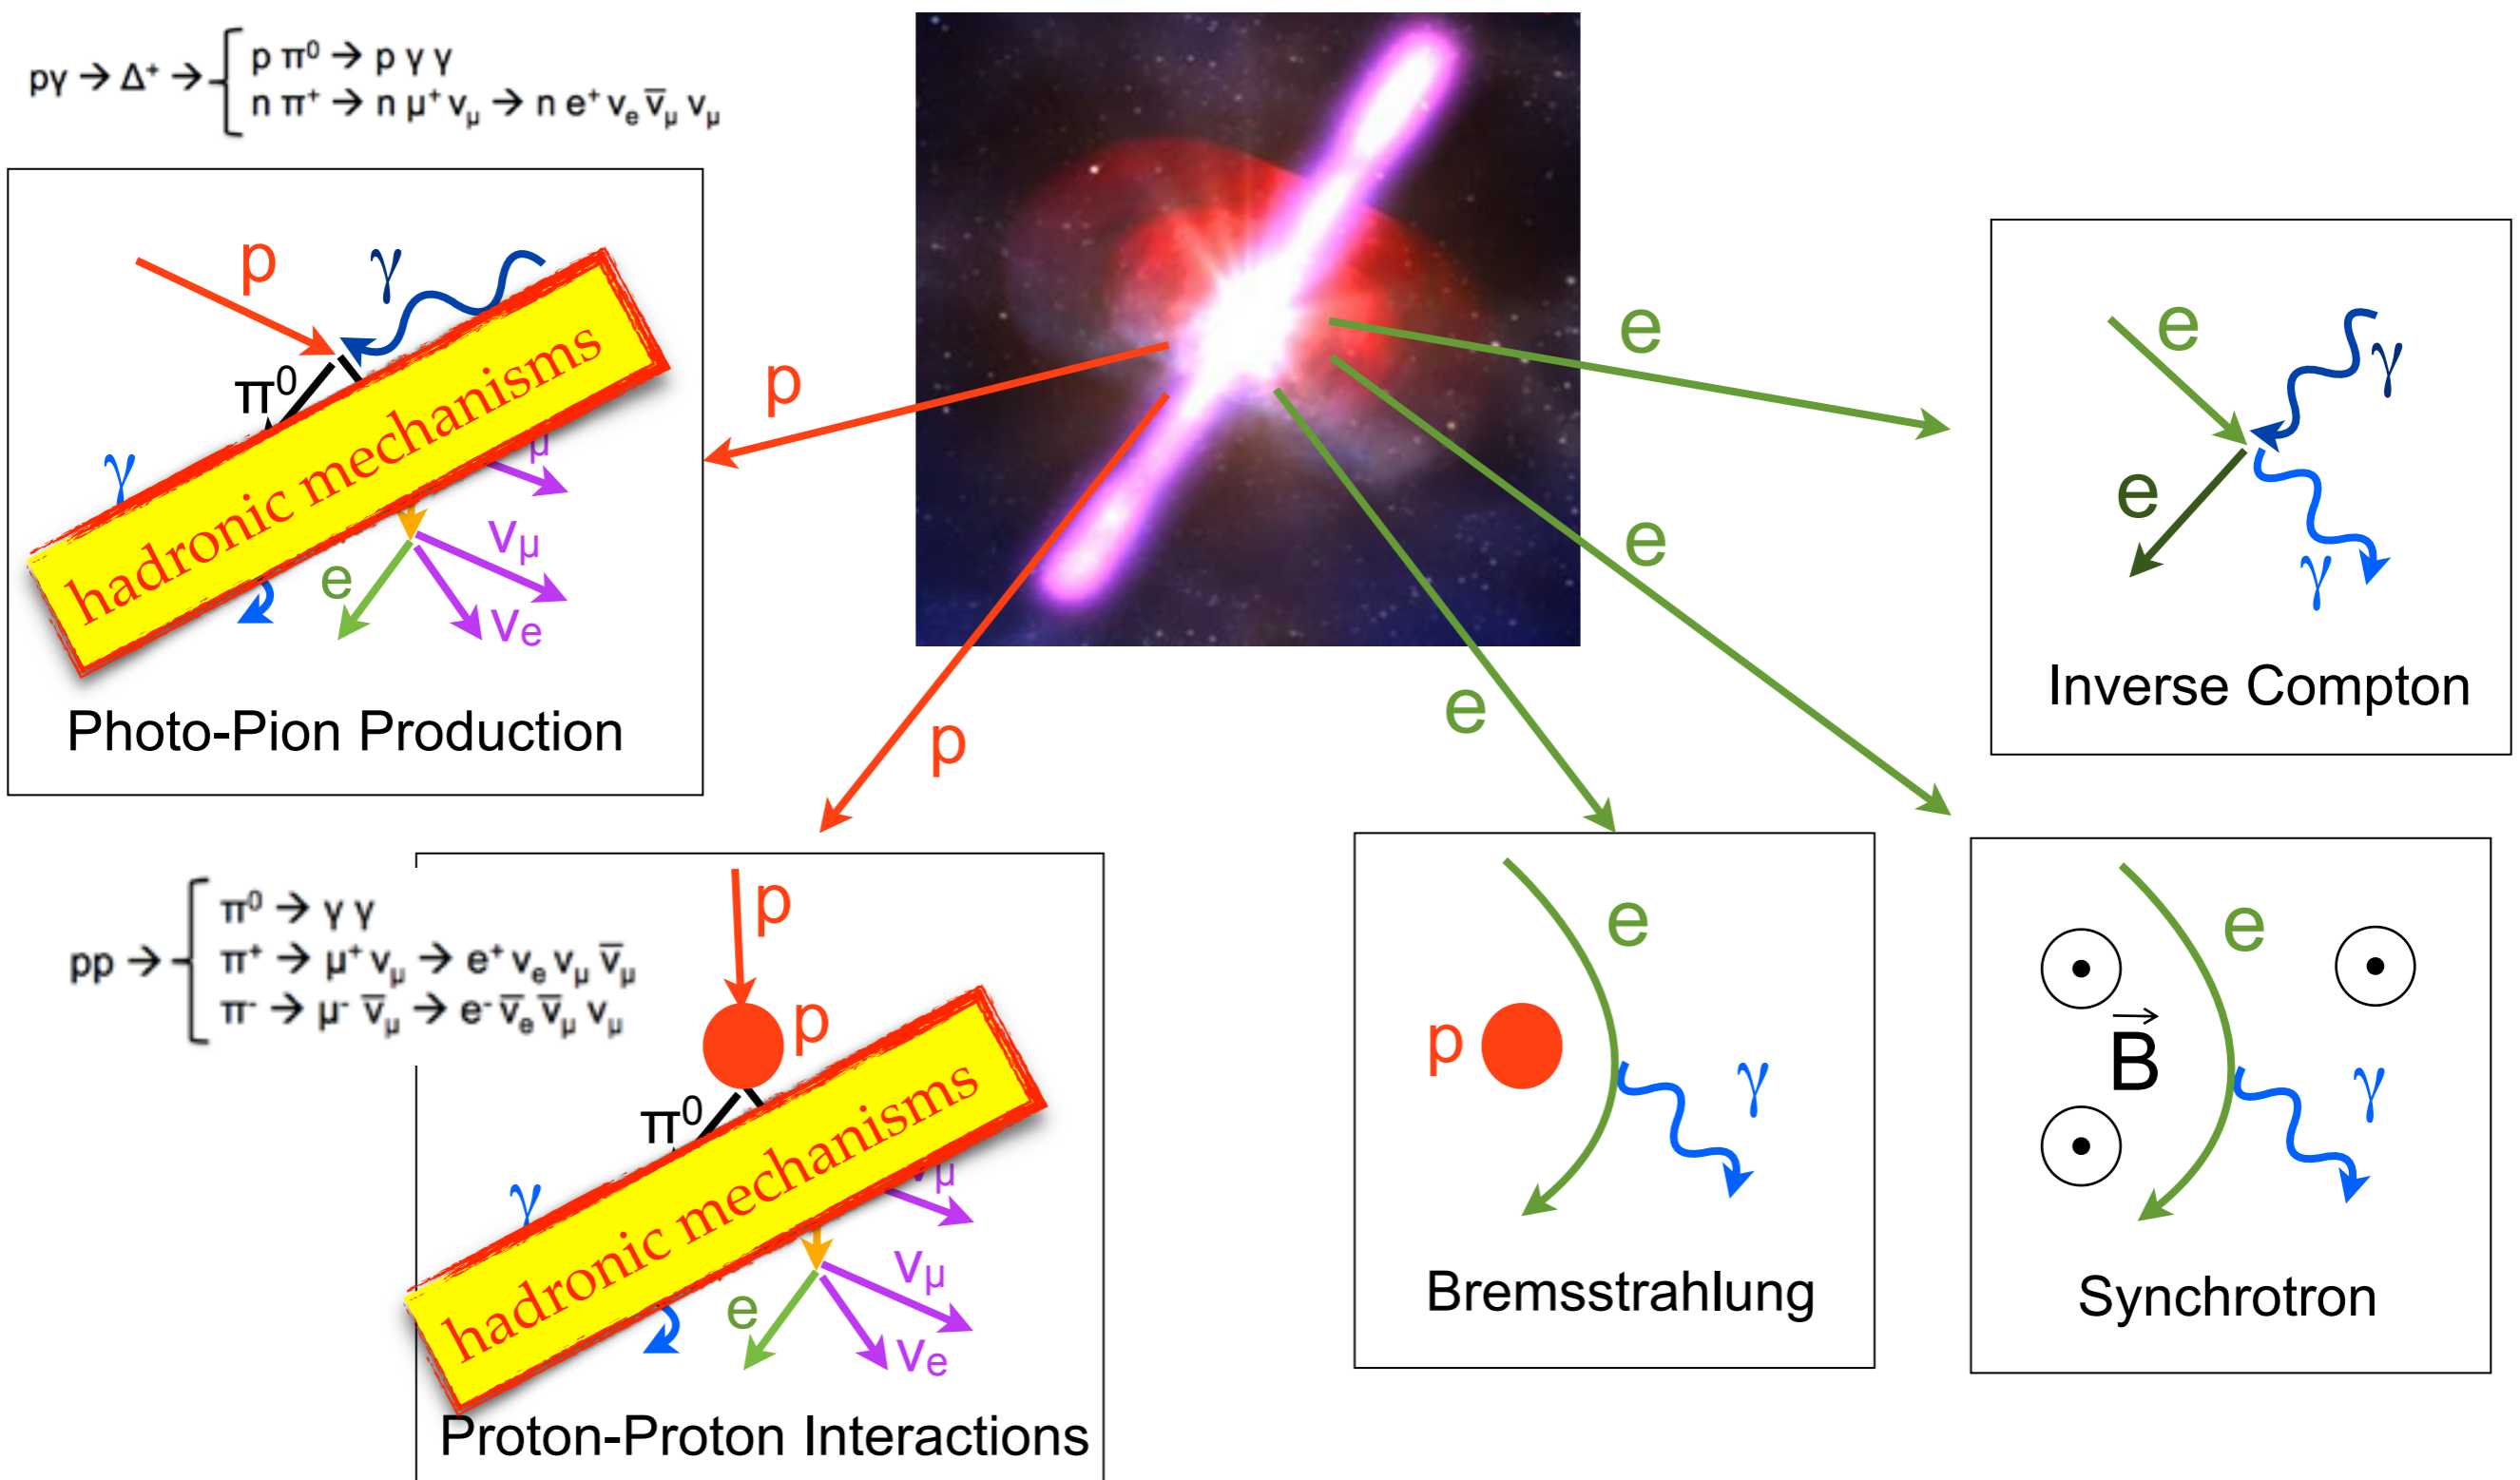 pγ → Δ⁺ → { p π⁰ → p γ γ
n π⁺ → n μ⁺ ν_μ → n e⁺ ν_e ν̅_μ ν_μ
p
γ
π⁰
γ
hadronic mechanisms
μ
e
ν_μ
ν_e
Photo-Pion Production
p
p
e
e
e
e
γ
e
γ
Inverse Compton
pp → { π⁰ → γ γ
π⁺ → μ⁺ ν_μ → e⁺ ν_e ν_μ ν̅_μ
π⁻ → μ⁻ ν̅_μ → e⁻ ν̅_e ν̅_μ ν_μ
p
p
π⁰
γ
hadronic mechanisms
ν_μ
e
ν_μ
ν_e
Proton-Proton Interactions
e
p
γ
Bremsstrahlung
e
B⃗
γ
Synchrotron